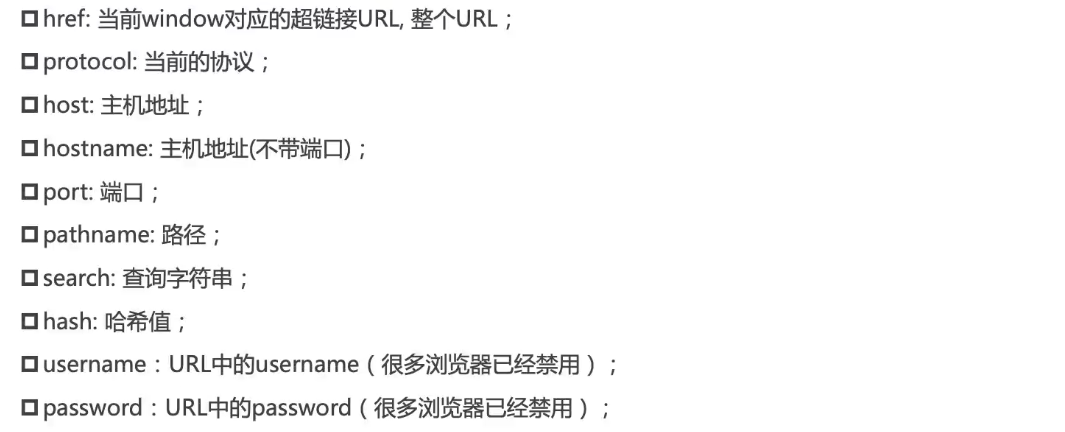 href: 当前window对应的超链接URL, 整个URL；
protocol: 当前的协议；
host: 主机地址；
hostname: 主机地址(不带端口)；
port: 端口；
pathname: 路径；
search: 查询字符串；
hash: 哈希值；
username：URL中的username（很多浏览器已经禁用）；
password：URL中的password（很多浏览器已经禁用）；